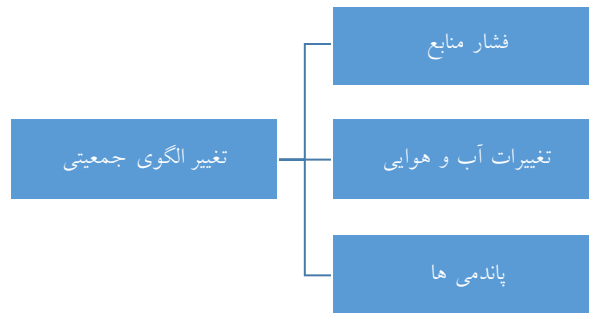 فشار منابع
تغییر الگوی جمعیتی
تغییرات آب و هوایی
پاندمی ها